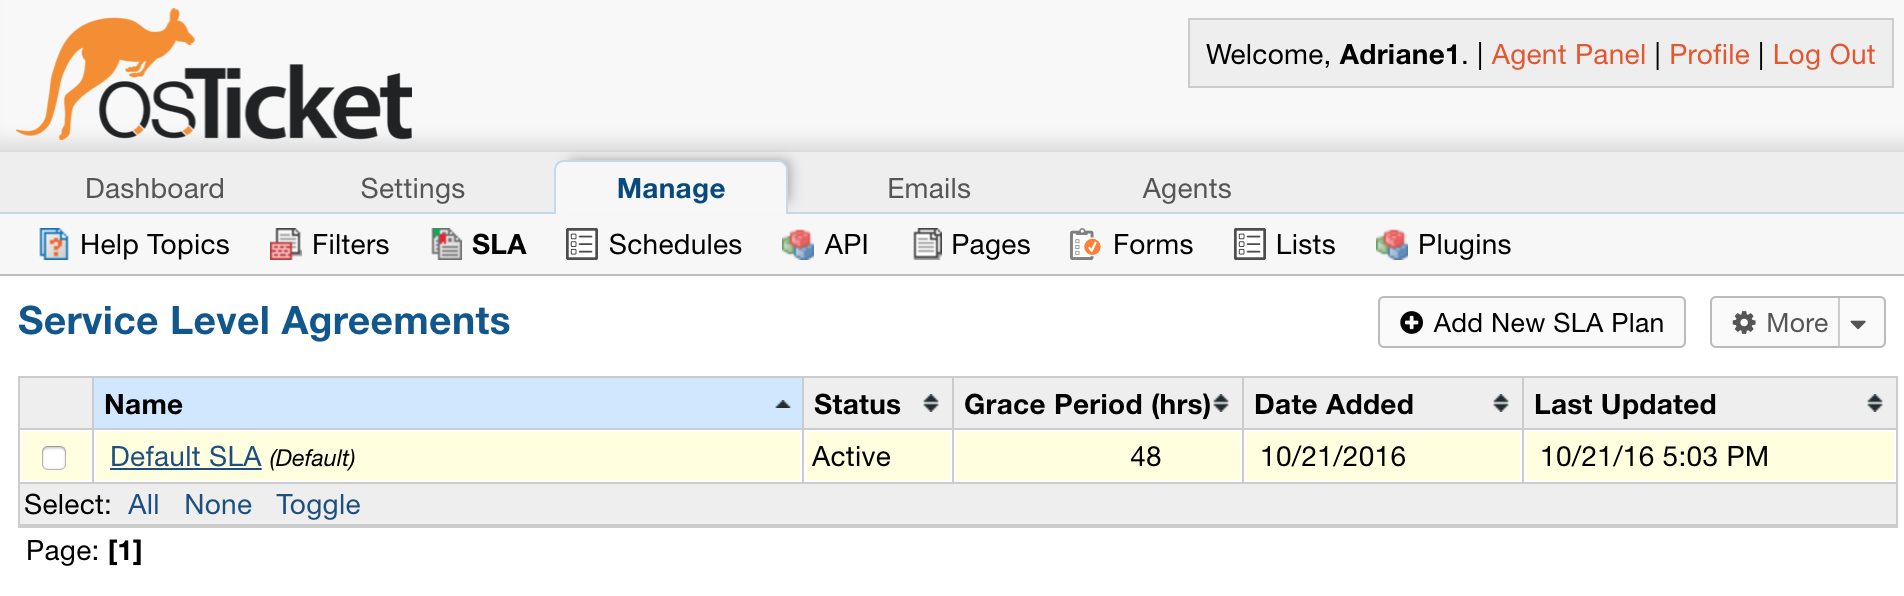 osTicket
Welcome, Adriane1. | Agent Panel | Profile | Log Out
Dashboard Settings Manage Emails Agents
Help Topics Filters SLA Schedules API Pages Forms Lists Plugins
Service Level Agreements Add New SLA Plan More
Name Status Grace Period (hrs) Date Added Last Updated
Default SLA (Default) Active 48 10/21/2016 10/21/16 5:03 PM
Select: All None Toggle
Page: [1]